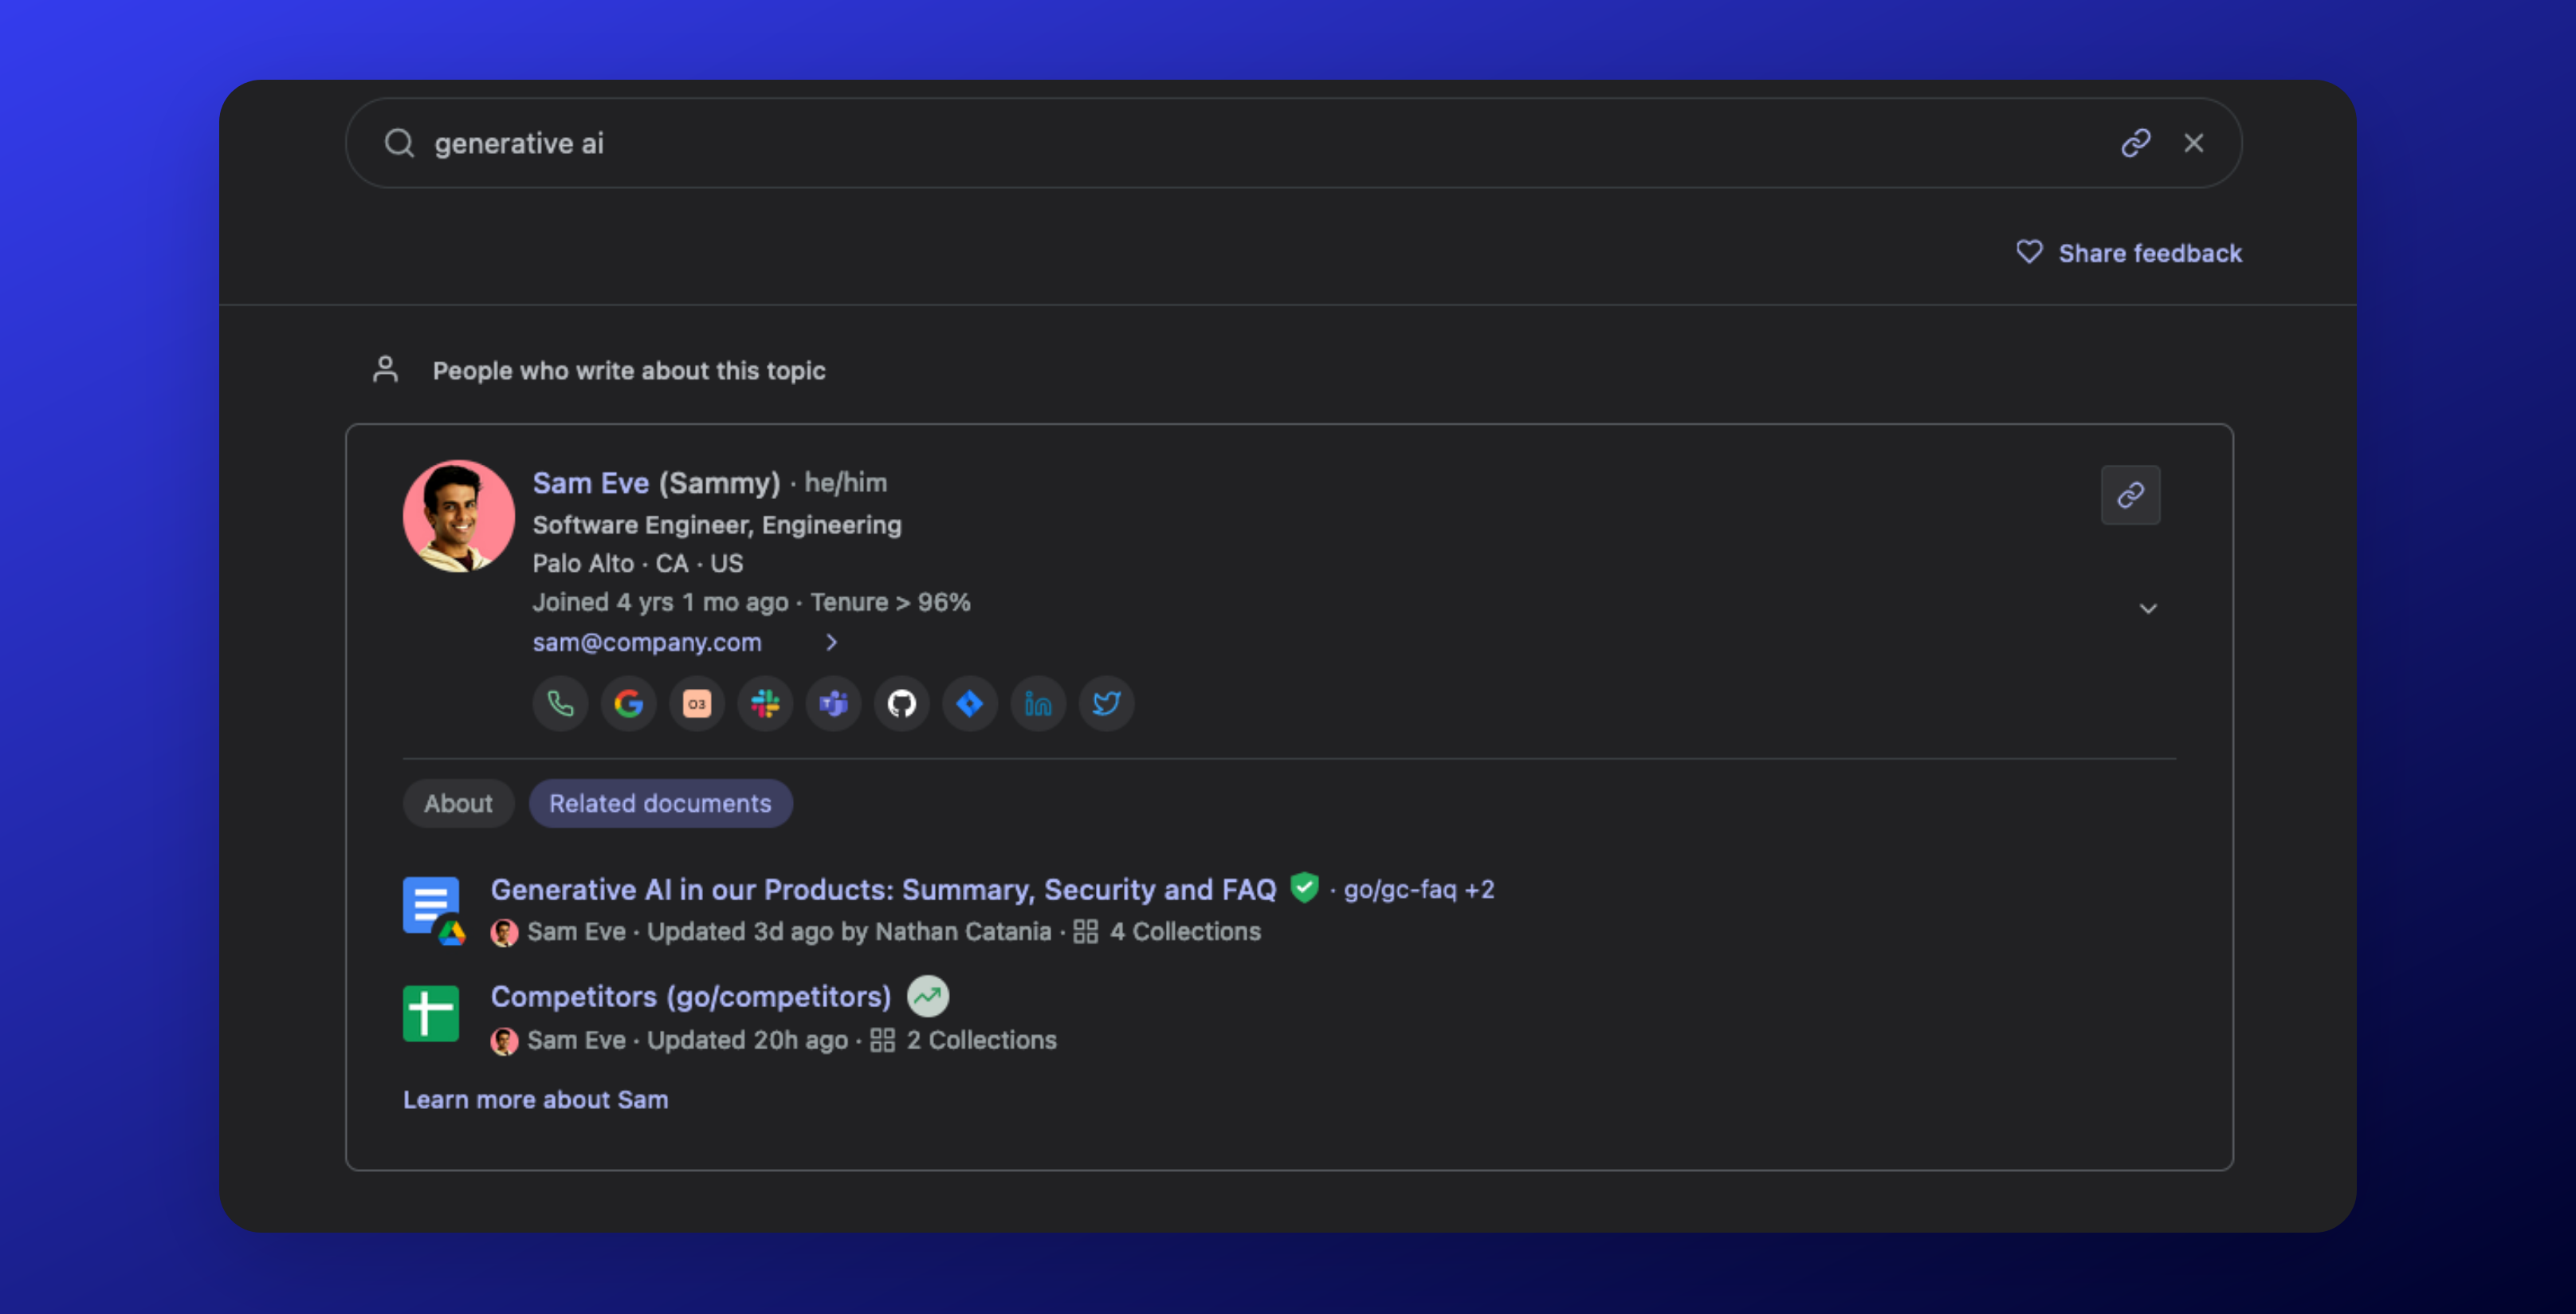 generative ai
Share feedback
People who write about this topic
Sam Eve (Sammy) · he/him
Software Engineer, Engineering
Palo Alto · CA · US
Joined 4 yrs 1 mo ago · Tenure > 96%
sam@company.com
03
in
About
Related documents
Generative AI in our Products: Summary, Security and FAQ · go/gc-faq +2
Sam Eve · Updated 3d ago by Nathan Catania · 4 Collections
Competitors (go/competitors)
Sam Eve · Updated 20h ago · 2 Collections
Learn more about Sam